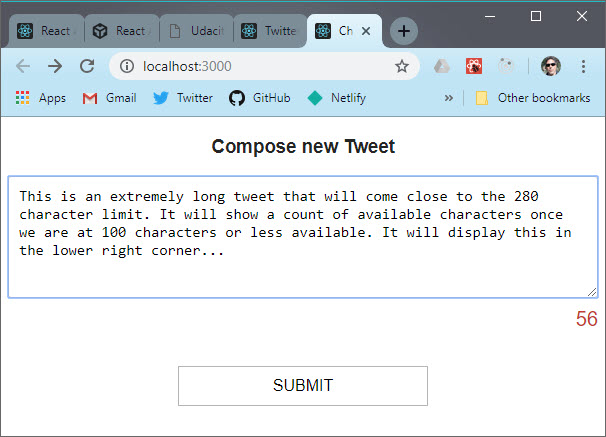 React A
React A
Udacit
Twitte
Ch
localhost:3000
Apps Gmail Twitter GitHub Netlify » Other bookmarks
Compose new Tweet
This is an extremely long tweet that will come close to the 280
character limit. It will show a count of available characters once
we are at 100 characters or less available. It will display this in
the lower right corner...
56
SUBMIT